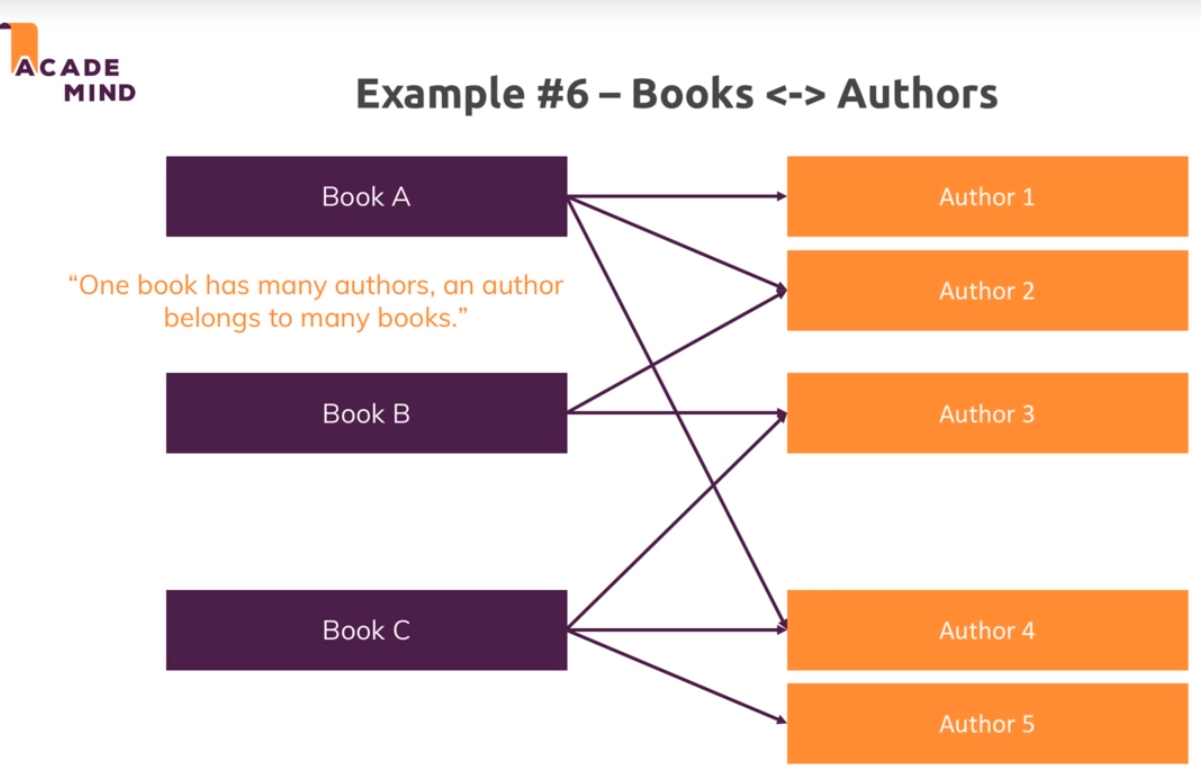 ACADE
MIND
Example #6 – Books <-> Authors
Book A
Author 1
Author 2
“One book has many authors, an author
belongs to many books.”
Book B
Author 3
Book C
Author 4
Author 5